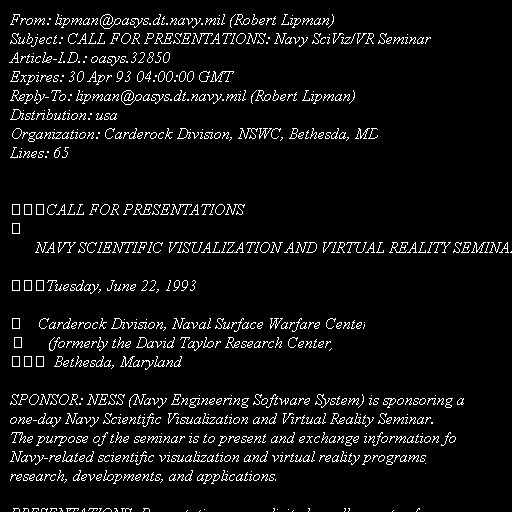 From: lipman@oasys.dt.navy.mil (Robert Lipman)
Subject: CALL FOR PRESENTATIONS: Navy SciViz/VR Seminar
Article-I.D.: oasys.32850
Expires: 30 Apr 93 04:00:00 GMT
Reply-To: lipman@oasys.dt.navy.mil (Robert Lipman)
Distribution: usa
Organization: Carderock Division, NSWC, Bethesda, MD
Lines: 65
CALL FOR PRESENTATIONS
NAVY SCIENTIFIC VISUALIZATION AND VIRTUAL REALITY SEMINA
Tuesday, June 22, 1993
Carderock Division, Naval Surface Warfare Center
(formerly the David Taylor Research Center)
Bethesda, Maryland
SPONSOR: NESS (Navy Engineering Software System) is sponsoring a
one-day Navy Scientific Visualization and Virtual Reality Seminar.
The purpose of the seminar is to present and exchange information fo
Navy-related scientific visualization and virtual reality programs,
research, developments, and applications.